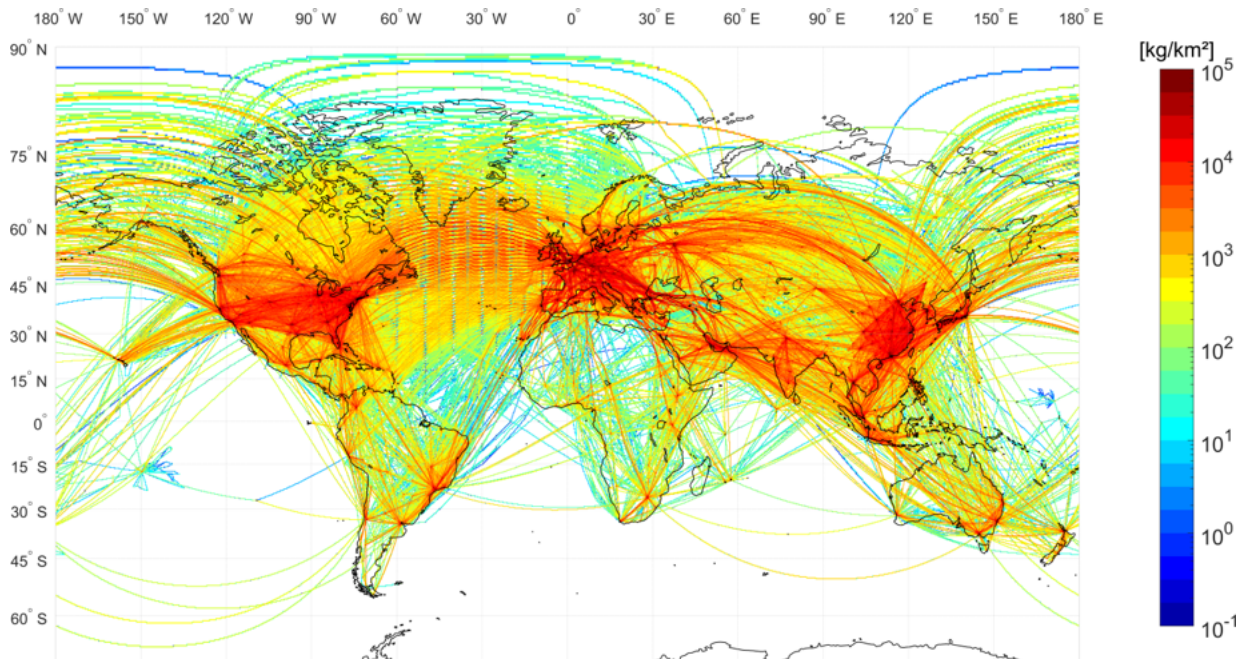 180° W 150° W 120° W 90° W 60° W 30° W 0° 30° E 60° E 90° E 120° E 150° E 180° E
90° N
75° N
60° N
45° N
30° N
15° N
0°
15° S
30° S
45° S
60° S
[kg/km²]
10⁵
10⁴
10³
10²
10¹
10⁰
10⁻¹